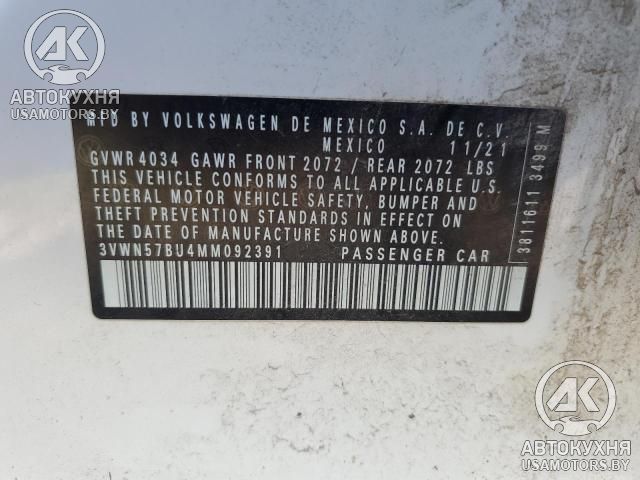 AK
АВТОКУХНЯ
USAMOTORS.BY
MFD BY VOLKSWAGEN DE MEXICO S.A. DE C.V.
MEXICO 11/21
GVWR 4034 GAWR FRONT 2072 / REAR 2072 LBS
THIS VEHICLE CONFORMS TO ALL APPLICABLE U.S.
FEDERAL MOTOR VEHICLE SAFETY, BUMPER AND
THEFT PREVENTION STANDARDS IN EFFECT ON
THE DATE OF MANUFACTURE SHOWN ABOVE.
3VWN57BU4MM092391 PASSENGER CAR
3811611 3499 M
AK
АВТОКУХНЯ
USAMOTORS.BY